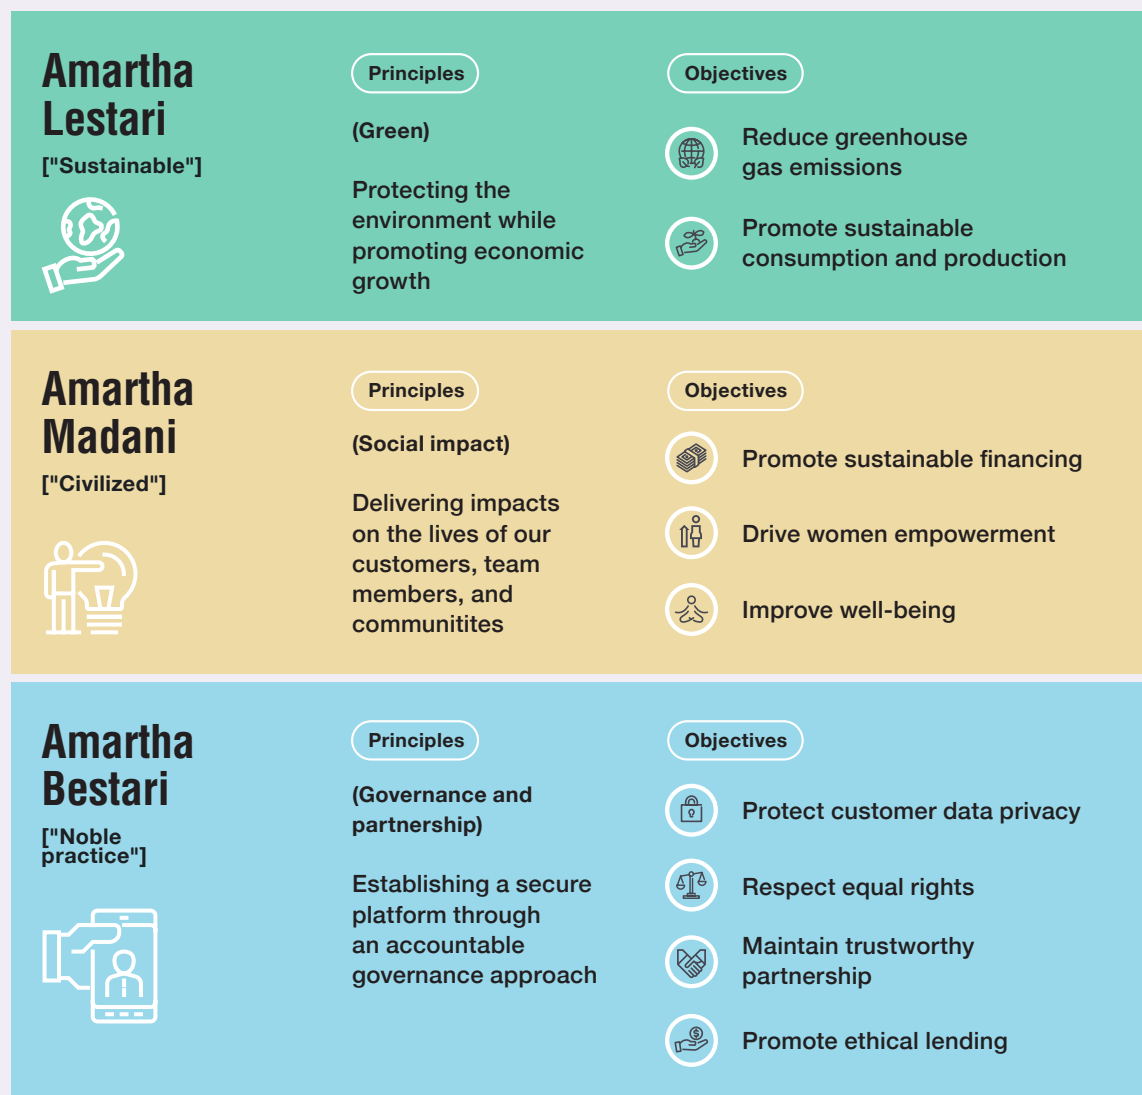 Amartha
Lestari
["Sustainable"]
Principles
(Green)
Protecting the
environment while
promoting economic
growth
Objectives
Reduce greenhouse
gas emissions
Promote sustainable
consumption and production
Amartha
Madani
["Civilized"]
Principles
(Social impact)
Delivering impacts
on the lives of our
customers, team
members, and
communitites
Objectives
Promote sustainable financing
Drive women empowerment
Improve well-being
Amartha
Bestari
["Noble
practice"]
Principles
(Governance and
partnership)
Establishing a secure
platform through
an accountable
governance approach
Objectives
Protect customer data privacy
Respect equal rights
Maintain trustworthy
partnership
Promote ethical lending